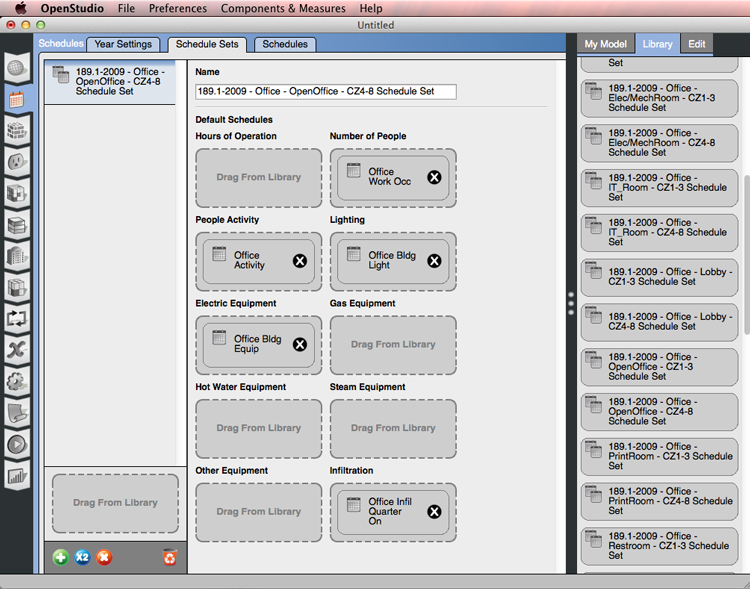 OpenStudio File Preferences Components & Measures Help
Untitled
Schedules Year Settings Schedule Sets Schedules
My Model Library Edit
189.1-2009 - Office -
OpenOffice - CZ4-8
Schedule Set
Drag From Library
X2
Name
189.1-2009 - Office - OpenOffice - CZ4-8 Schedule Set
Default Schedules
Hours of Operation
Drag From Library
Number of People
Office
Work Occ
People Activity
Office
Activity
Lighting
Office Bldg
Light
Electric Equipment
Office Bldg
Equip
Gas Equipment
Drag From Library
Hot Water Equipment
Drag From Library
Steam Equipment
Drag From Library
Other Equipment
Drag From Library
Infiltration
Office Infil
Quarter
On
Set
189.1-2009 - Office -
Elec/MechRoom - CZ1-3
Schedule Set
189.1-2009 - Office -
Elec/MechRoom - CZ4-8
Schedule Set
189.1-2009 - Office -
IT_Room - CZ1-3 Schedule
Set
189.1-2009 - Office -
IT_Room - CZ4-8 Schedule
Set
189.1-2009 - Office - Lobby -
CZ1-3 Schedule Set
189.1-2009 - Office - Lobby -
CZ4-8 Schedule Set
189.1-2009 - Office -
OpenOffice - CZ1-3
Schedule Set
189.1-2009 - Office -
OpenOffice - CZ4-8
Schedule Set
189.1-2009 - Office -
PrintRoom - CZ1-3 Schedule
Set
189.1-2009 - Office -
PrintRoom - CZ4-8 Schedule
Set
189.1-2009 - Office -
Restroom - CZ1-3 Schedule
Set